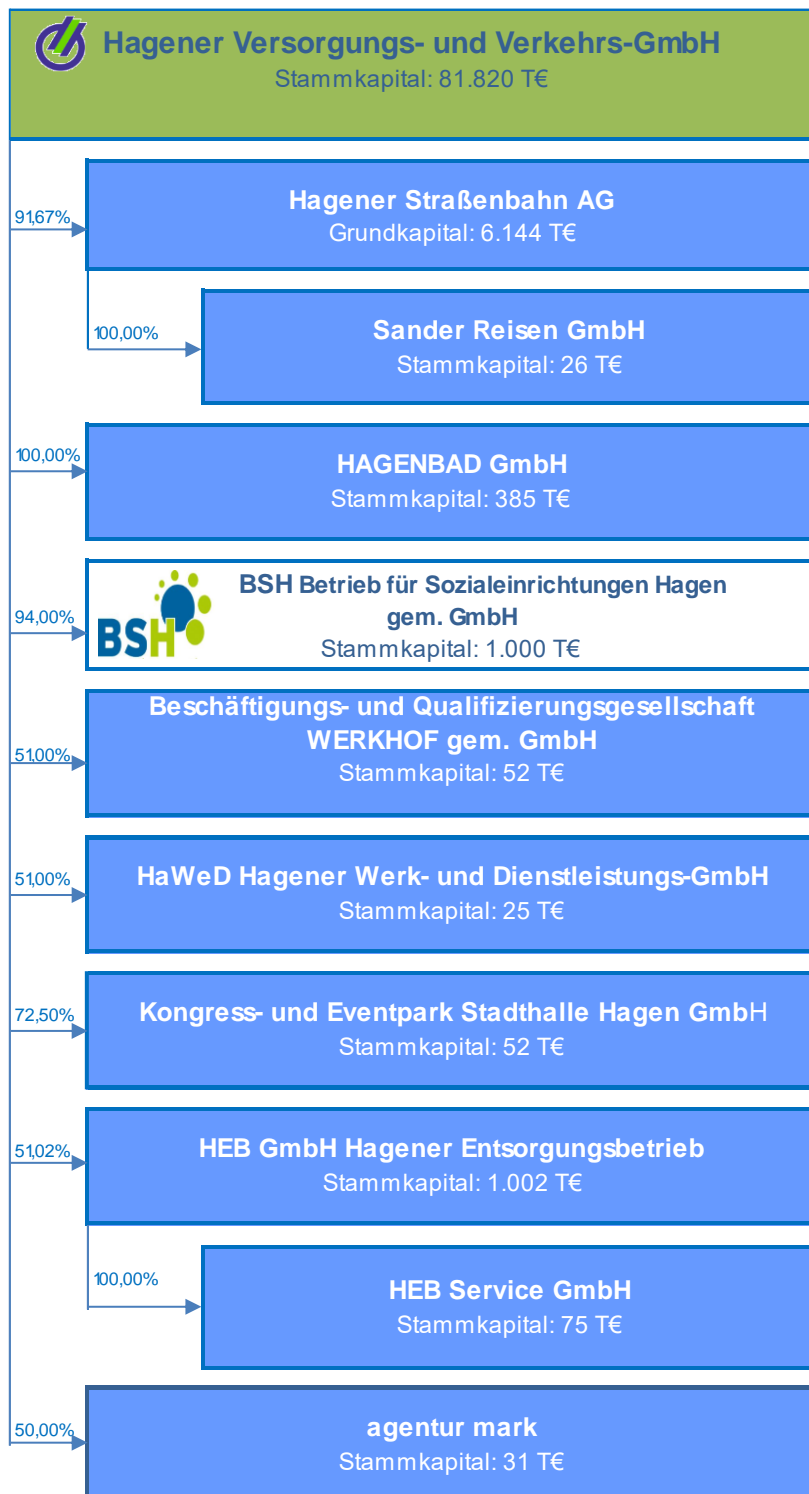 Hagener Versorgungs- und Verkehrs-GmbH
Stammkapital: 81.820 T€
91,67%
Hagener Straßenbahn AG
Grundkapital: 6.144 T€
100,00%
Sander Reisen GmbH
Stammkapital: 26 T€
100,00%
HAGENBAD GmbH
Stammkapital: 385 T€
94,00%
BSH
BSH Betrieb für Sozialeinrichtungen Hagen
gem. GmbH
Stammkapital: 1.000 T€
51,00%
Beschäftigungs- und Qualifizierungsgesellschaft
WERKHOF gem. GmbH
Stammkapital: 52 T€
51,00%
HaWeD Hagener Werk- und Dienstleistungs-GmbH
Stammkapital: 25 T€
72,50%
Kongress- und Eventpark Stadthalle Hagen GmbH
Stammkapital: 52 T€
51,02%
HEB GmbH Hagener Entsorgungsbetrieb
Stammkapital: 1.002 T€
100,00%
HEB Service GmbH
Stammkapital: 75 T€
50,00%
agentur mark
Stammkapital: 31 T€